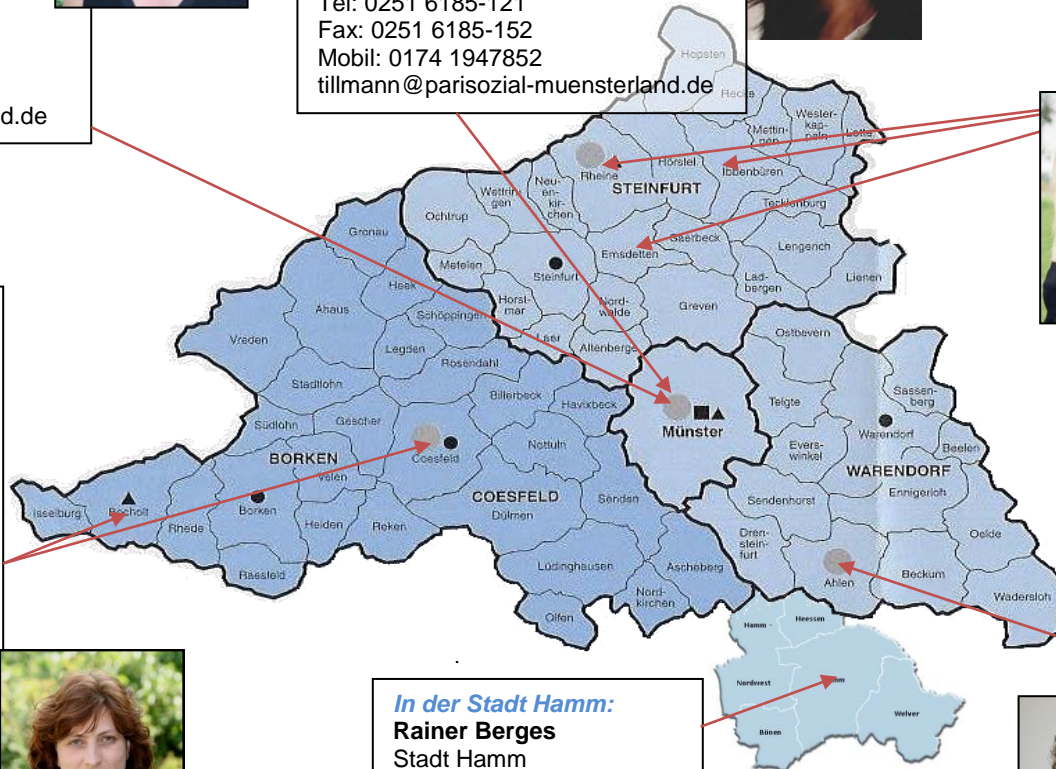 Tel: 0251 6185-121
Fax: 0251 6185-152
Mobil: 0174 1947852
tillmann@parisozial-muensterland.de
d.de
Hopsten
Recke
Wester-
kap-
peln
Mettin-
gen
Lotte
Rheine
Hörstel
Ibbenbüren
STEINFURT
Neu-
en-
kir-
chen
Wettrin-
gen
Ochtrup
Tecklenburg
Gronau
Saerbeck
Lengerich
Emsdetten
Metelen
Steinfurt
Lad-
bergen
Lienen
Heek
Ahaus
Horst-
mar
Nord-
walde
Greven
Schöppingen
Vreden
Laer
Altenberge
Ostbevern
Legden
Rosendahl
Stadtlohn
Billerbeck
Havixbeck
Telgte
Sassen-
berg
Südlohn
Gescher
Münster
Warendorf
Coesfeld
Nottuln
Evers-
winkel
Beelen
BORKEN
WARENDORF
Velen
COESFELD
Senden
Sendenhorst
Ennigerloh
Isselburg
Bocholt
Rhede
Borken
Heiden
Reken
Dülmen
Dren-
stein-
furt
Oelde
Raesfeld
Lüdinghausen
Ascheberg
Ahlen
Beckum
Nord-
kirchen
Wadersloh
Olfen
Hamm -
Heessen
Nordwest
mm
Welver
Bönen
In der Stadt Hamm:
Rainer Berges
Stadt Hamm